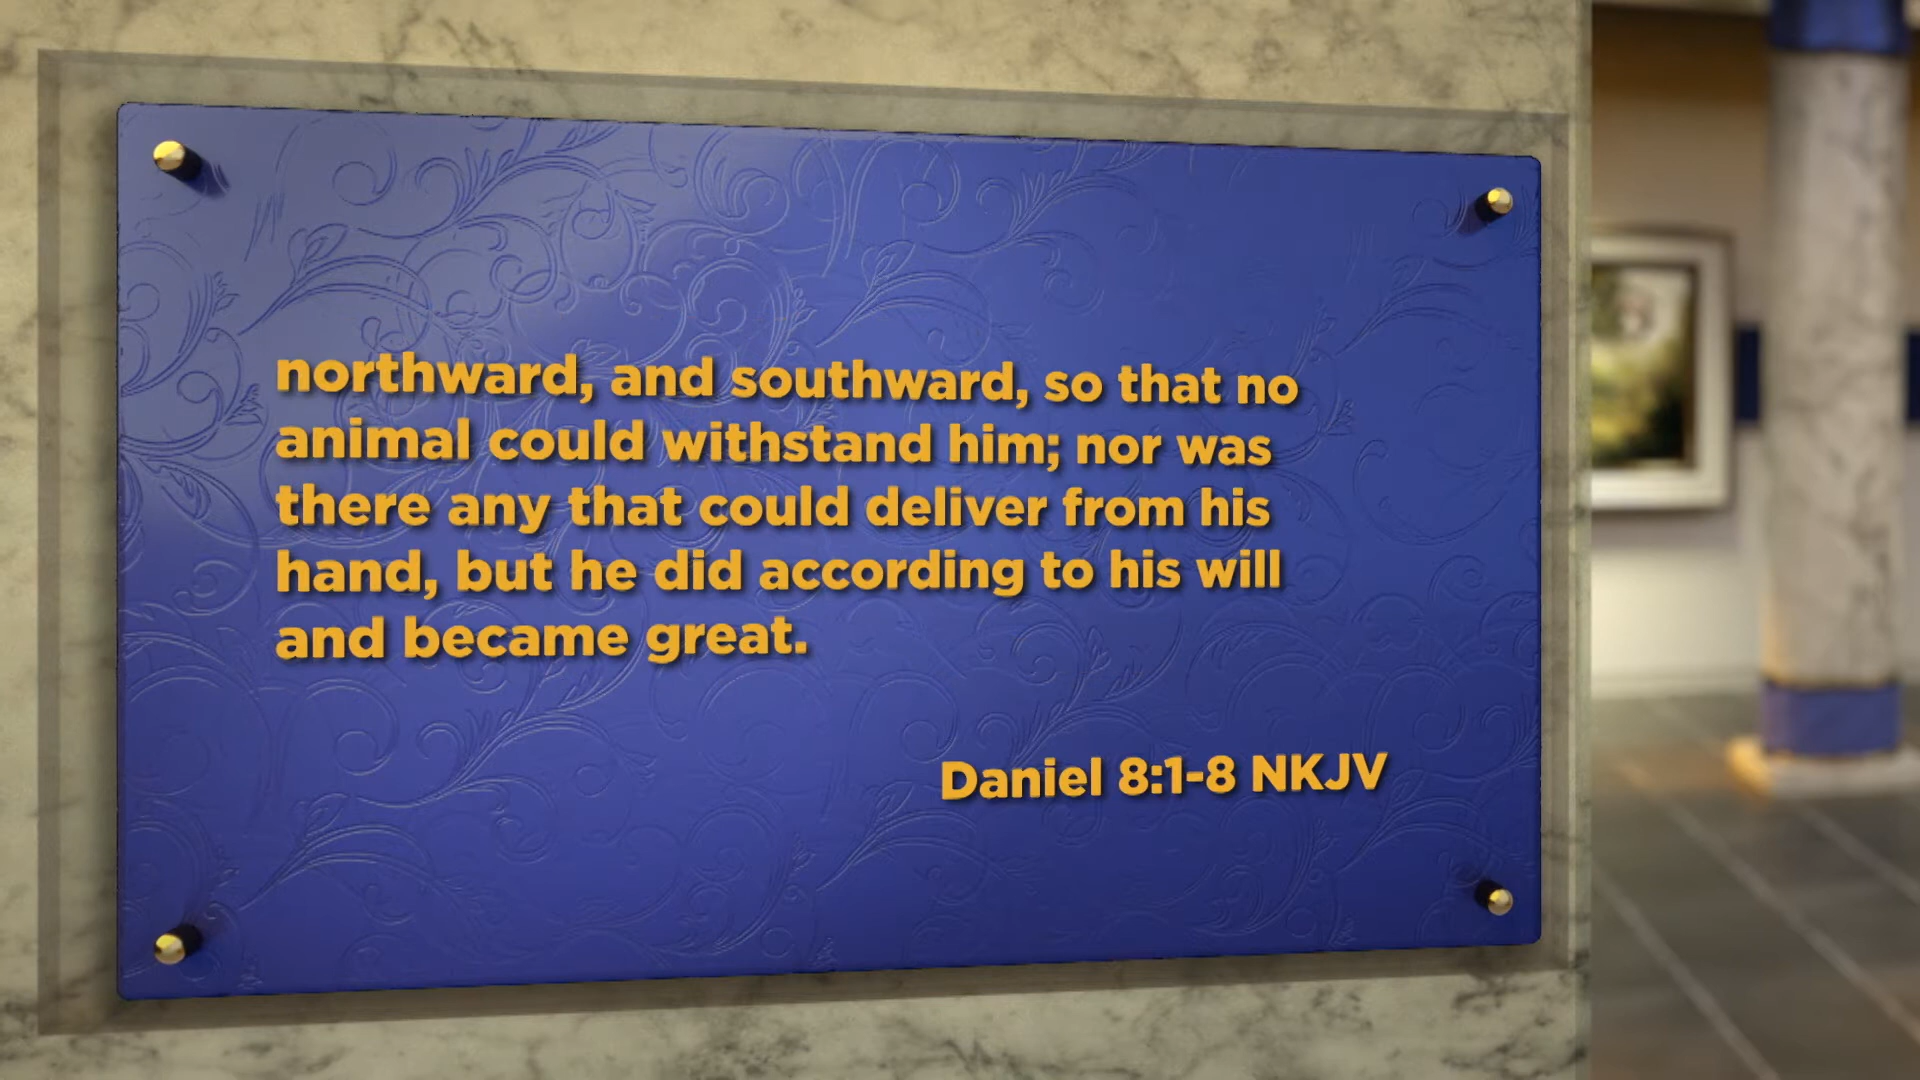 northward, and southward, so that no
animal could withstand him; nor was
there any that could deliver from his
hand, but he did according to his will
and became great.
Daniel 8:1-8 NKJV